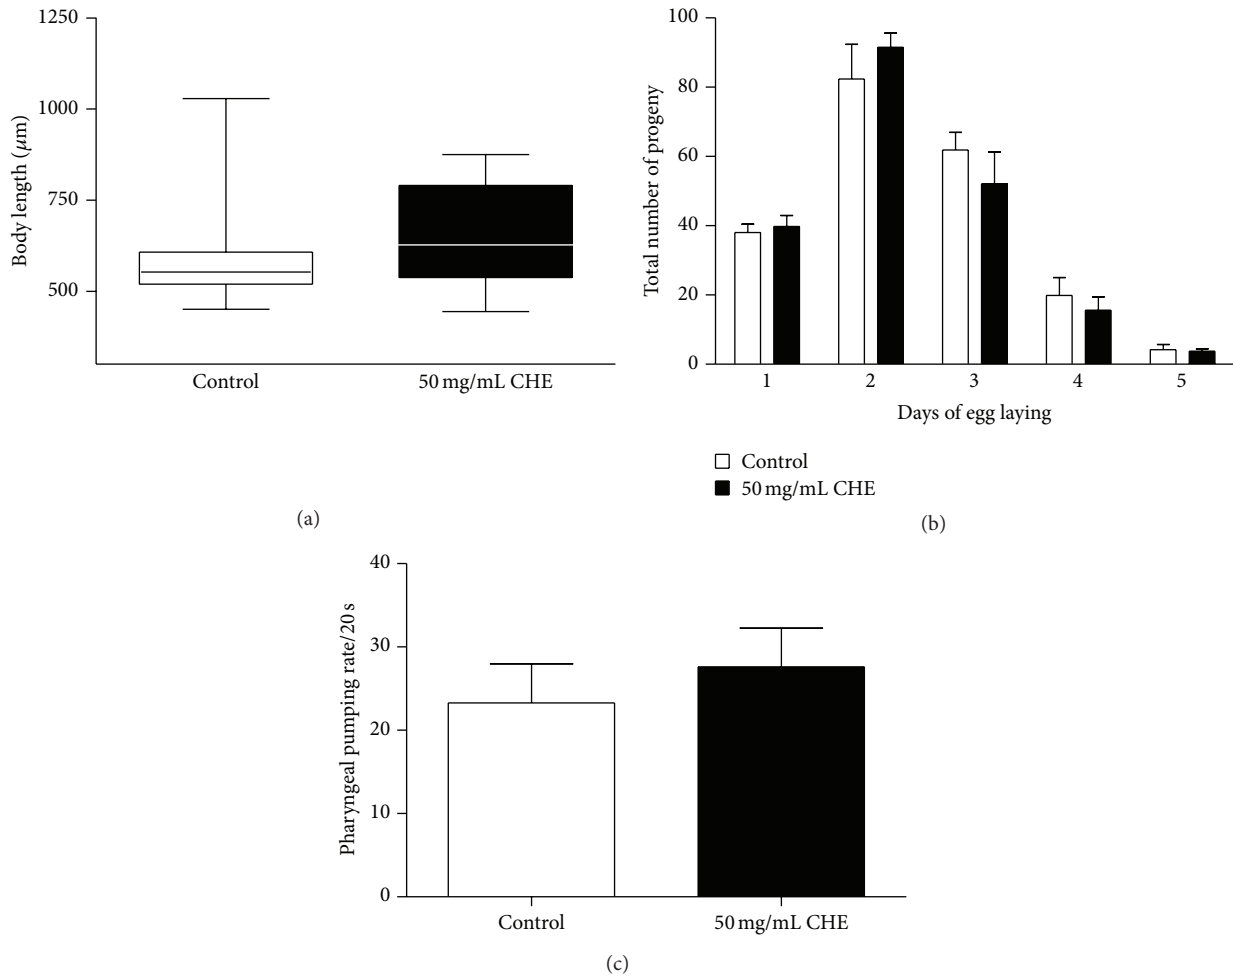 1250
1000
750
500
Body length (μm)
Control
50 mg/mL CHE
(a)
100
80
60
40
20
0
Total number of progeny
1 2 3 4 5
Days of egg laying
Control
50 mg/mL CHE
(b)
40
30
20
10
0
Pharyngeal pumping rate/20 s
Control
50 mg/mL CHE
(c)